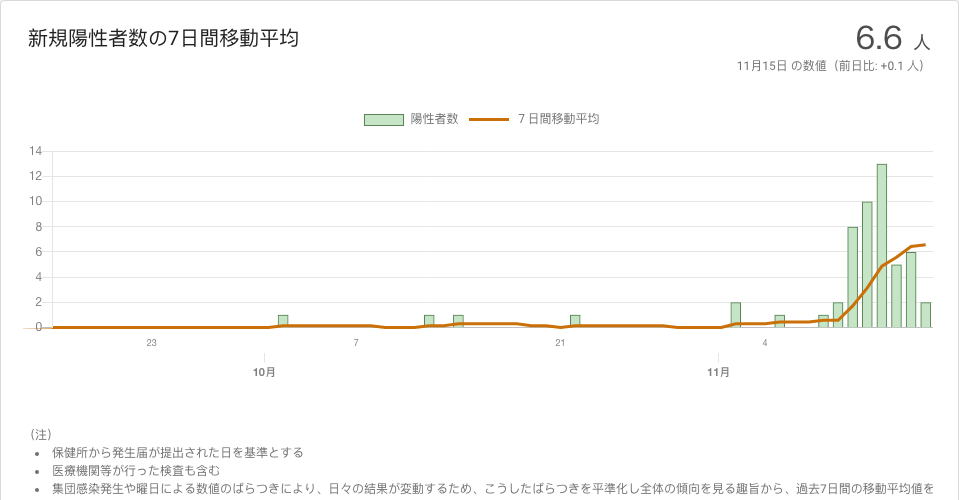 新規陽性者数の7日間移動平均
6.6 人
11月15日 の数値（前日比: +0.1 人）
陽性者数 7 日間移動平均
14
12
10
8
6
4
2
0
23 7 21 4
10月 11月
（注）
• 保健所から発生届が提出された日を基準とする
• 医療機関等が行った検査も含む
• 集団感染発生や曜日による数値のばらつきにより、日々の結果が変動するため、こうしたばらつきを平準化し全体の傾向を見る趣旨から、過去7日間の移動平均値を